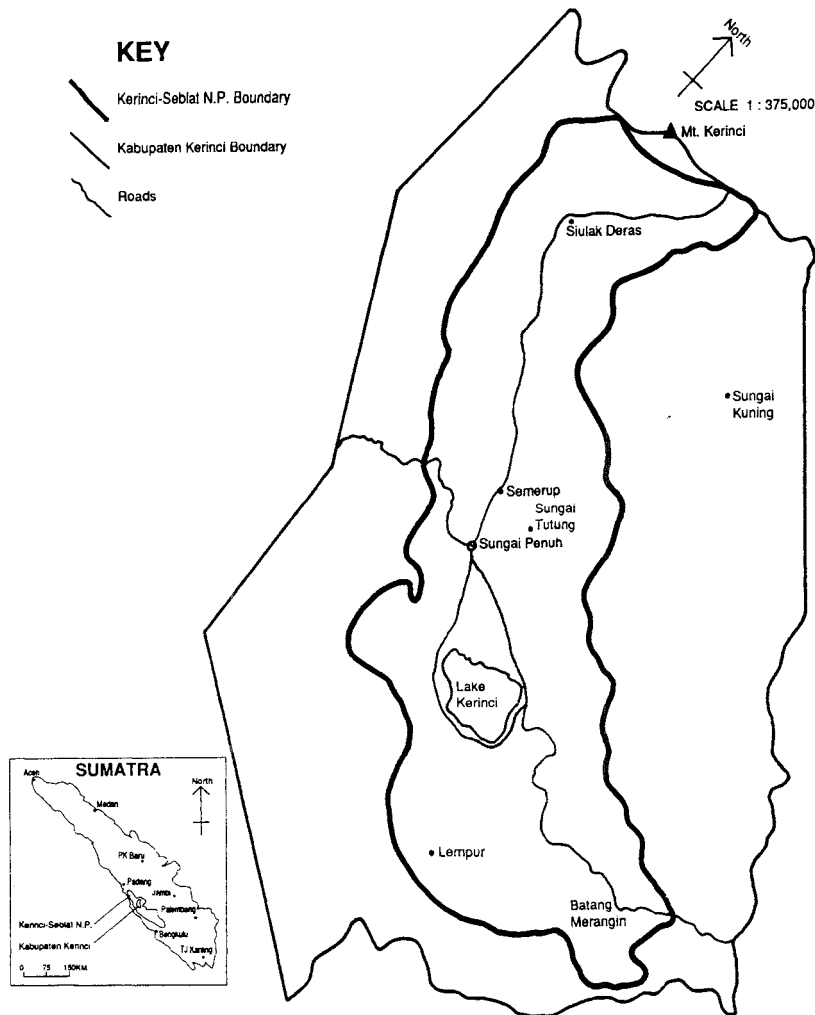 KEY
Kerinci-Seblat N.P. Boundary
Kabupaten Kerinci Boundary
Roads
North
SCALE 1 : 375,000
Mt. Kerinci
Siulak Deras
Sungai
Kuning
Semerup
Sungai
Tutung
Sungai Penuh
Lake
Kerinci
Lempur
Batang
Merangin
SUMATRA
Aceh
North
Medan
PK Baru
Padang
Jambi
Palembang
Kerinci-Seblat N.P.
Kabupaten Kerinci
Bengkulu
0 75 150KM.